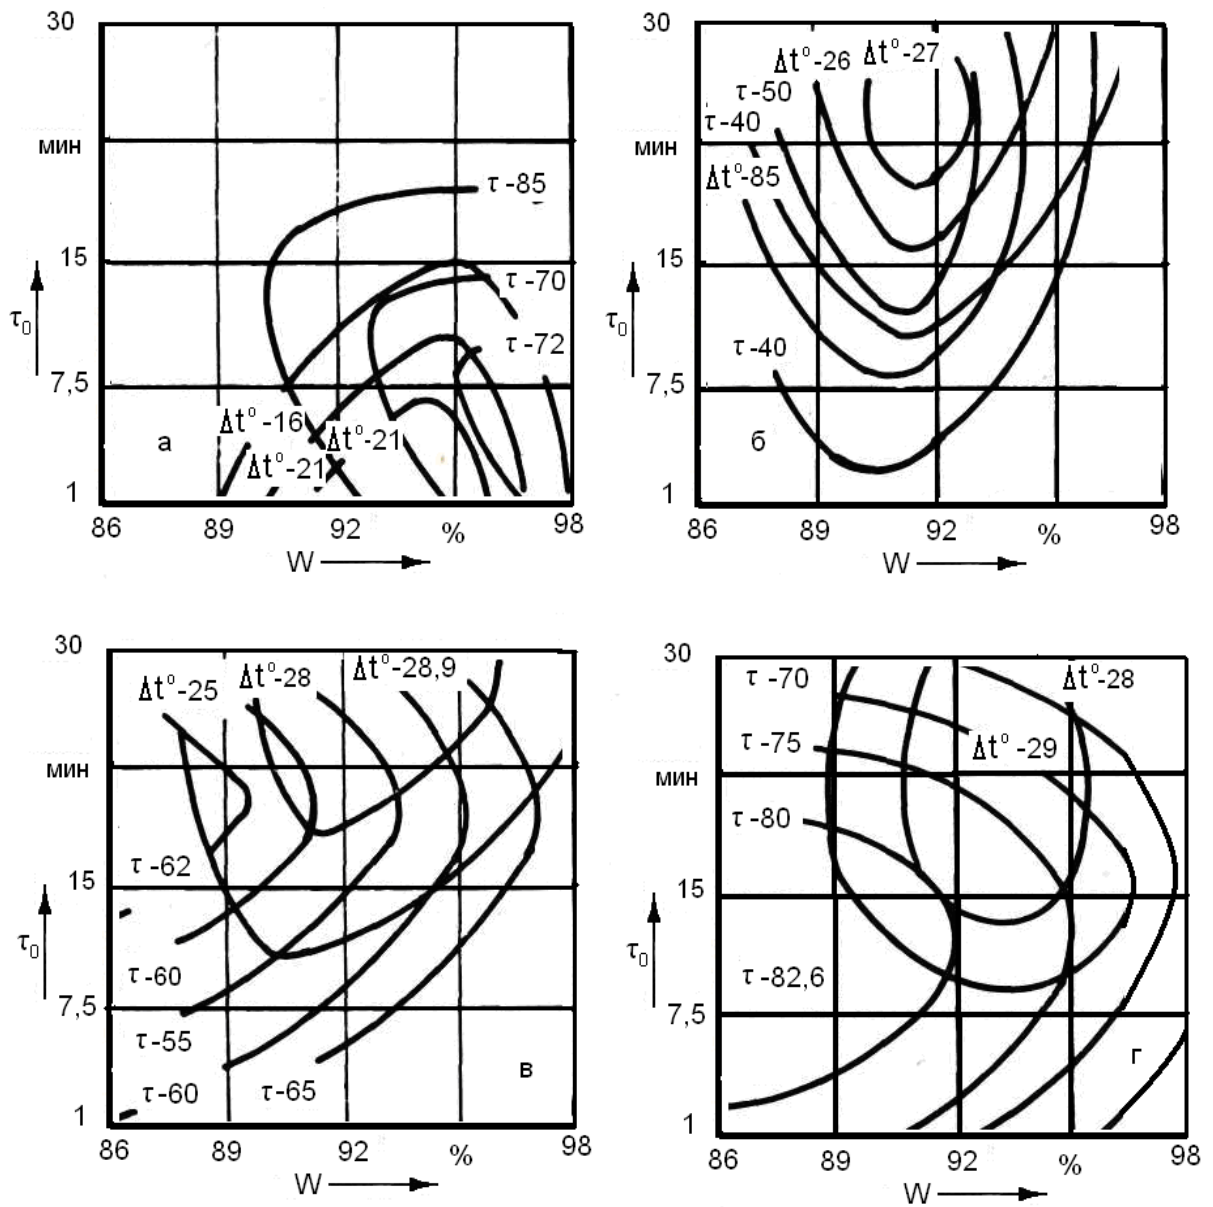 30
мин
15
τ₀
7,5
1
τ-85
τ-70
τ-72
Δt°-16
Δt°-21
Δt°-21
а
86 89 92 % 98
W
30
мин
15
τ₀
7,5
1
Δt°-26 Δt°-27
τ-50
τ-40
Δt°-85
τ-40
б
86 89 92 % 98
W
30
мин
15
τ₀
7,5
1
Δt°-25 Δt°-28 Δt°-28,9
τ-62
τ-60
τ-55
τ-60 τ-65
в
86 89 92 % 98
W
30
мин
15
τ₀
7,5
1
τ-70 Δt°-28
τ-75 Δt°-29
τ-80
τ-82,6
г
86 89 92 % 98
W